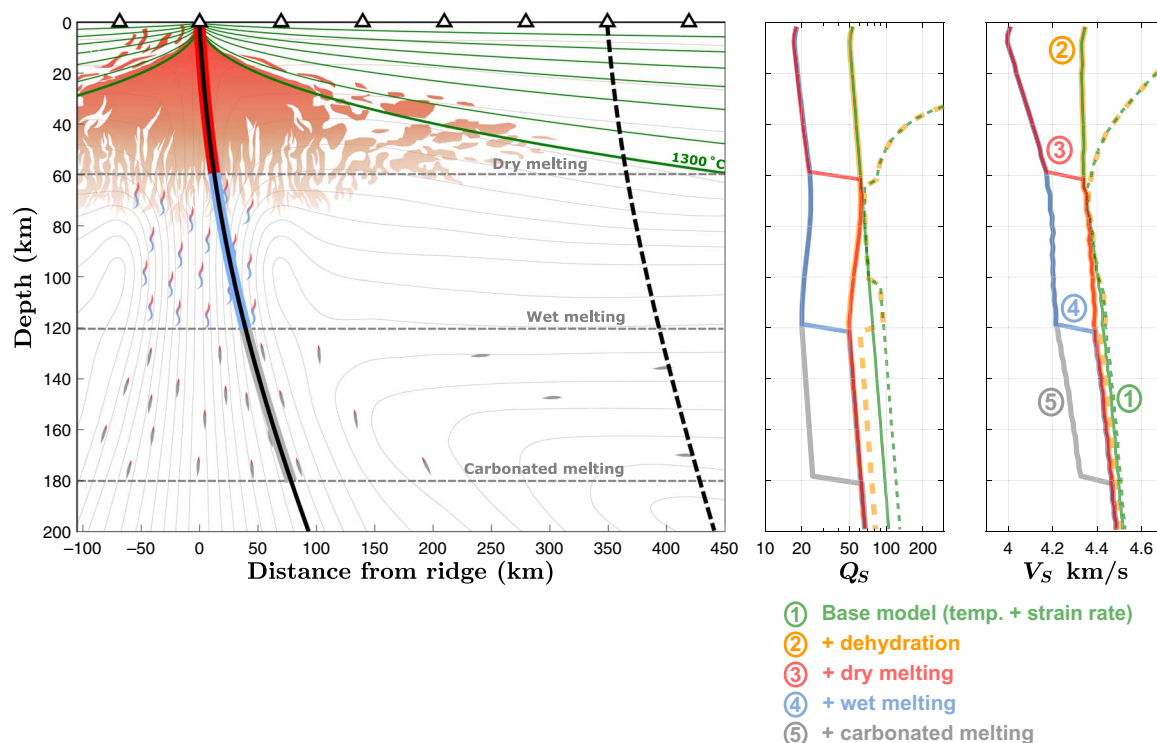 0
20
40
60
80
100
120
140
160
180
200
Depth (km)
1300°C
Dry melting
Wet melting
Carbonated melting
−100 −50 0 50 100 150 200 250 300 350 400 450
Distance from ridge (km)
10 20 50 100 200
Q_S
2
3
4
5
1
4 4.2 4.4 4.6
V_S km/s
1 Base model (temp. + strain rate)
2 + dehydration
3 + dry melting
4 + wet melting
5 + carbonated melting